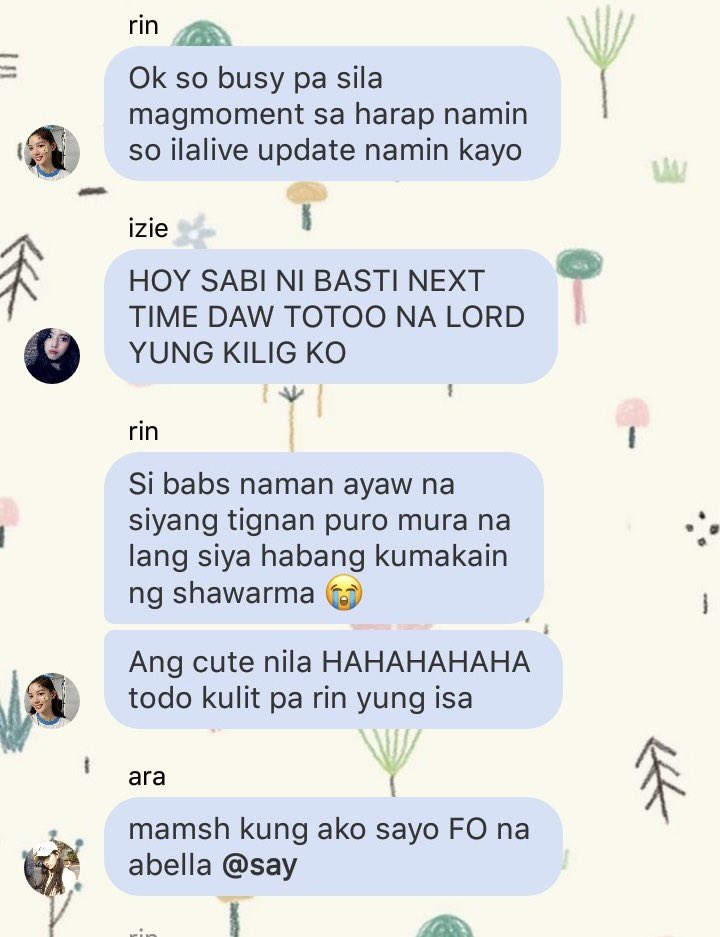 rin
Ok so busy pa sila
magmoment sa harap namin
so ilalive update namin kayo
izie
HOY SABI NI BASTI NEXT
TIME DAW TOTOO NA LORD
YUNG KILIG KO
rin
Si babs naman ayaw na
siyang tignan puro mura na
lang siya habang kumakain
ng shawarma 😭
Ang cute nila HAHAHAHAHA
todo kulit pa rin yung isa
ara
mamsh kung ako sayo FO na
abella @say
rin